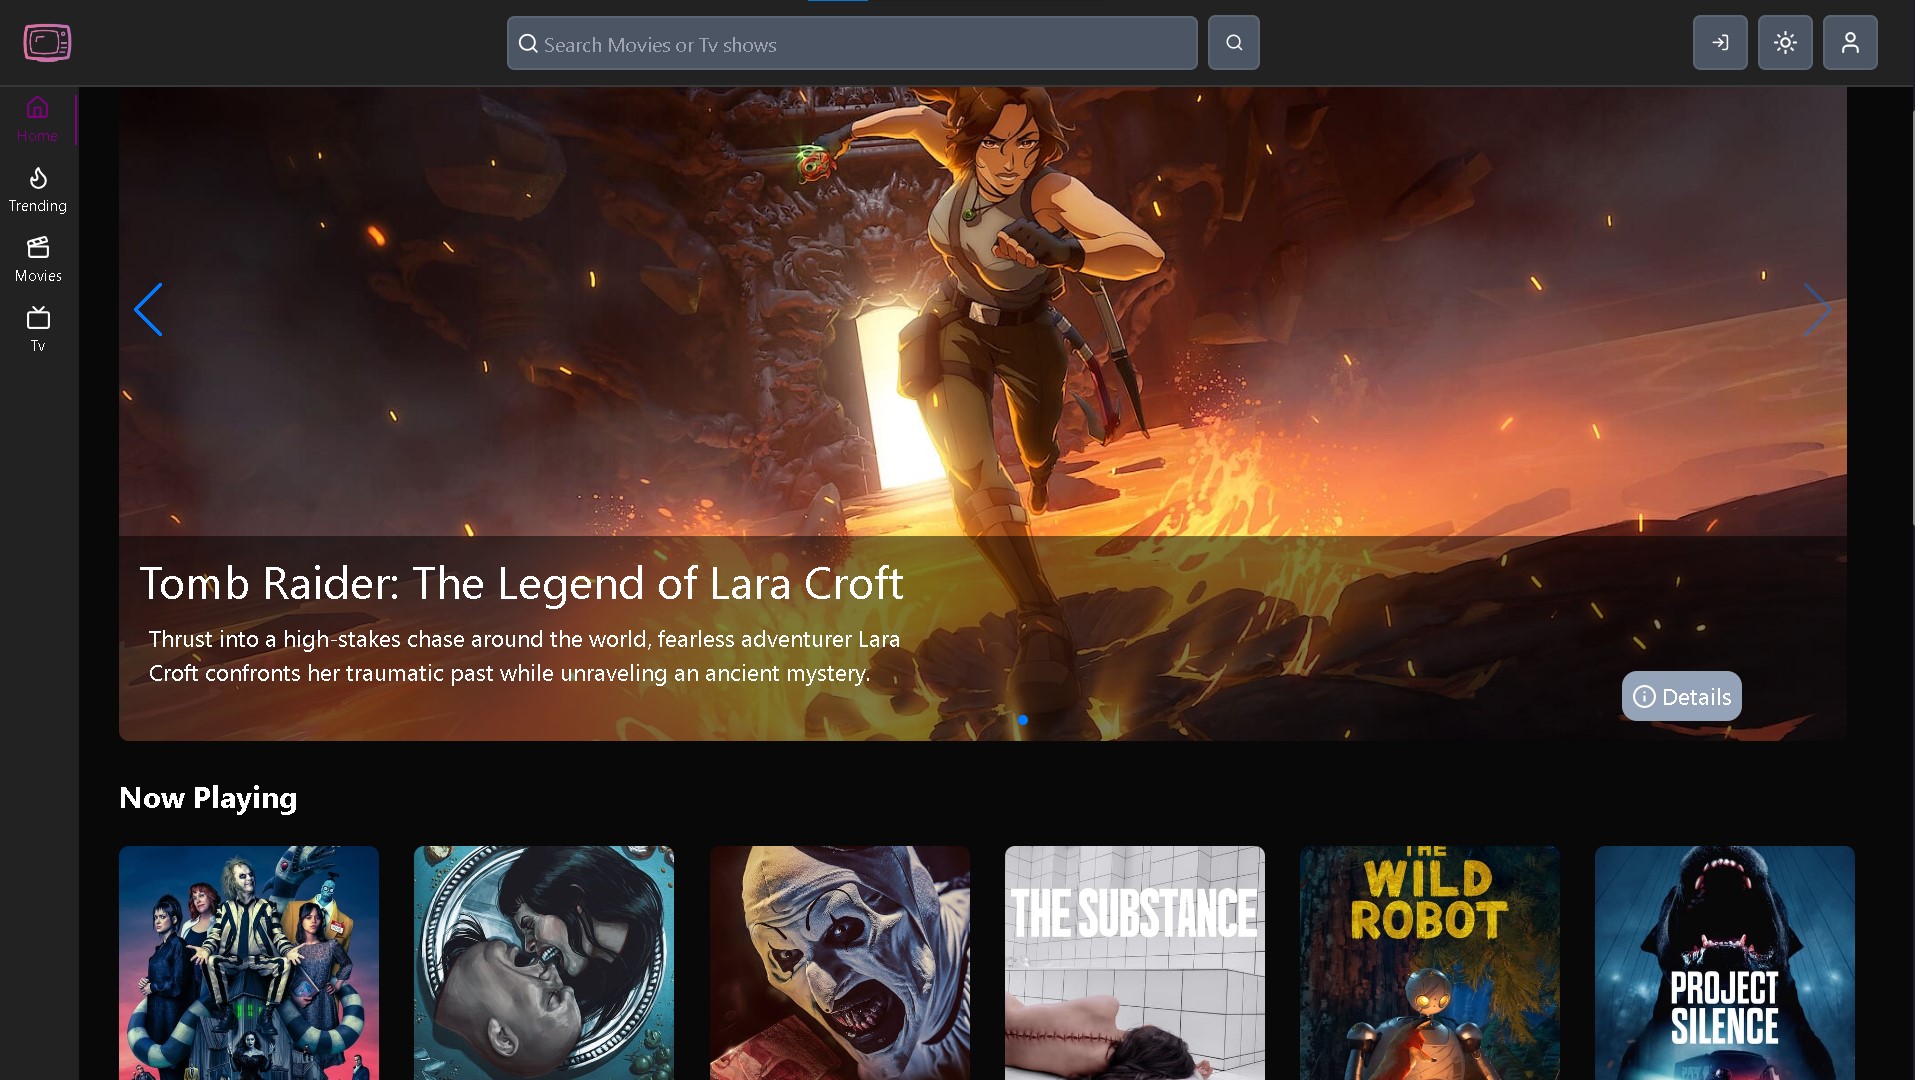 Search Movies or Tv shows
Home
Trending
Movies
Tv
Tomb Raider: The Legend of Lara Croft
Thrust into a high-stakes chase around the world, fearless adventurer Lara
Croft confronts her traumatic past while unraveling an ancient mystery.
Details
Now Playing
THE SUBSTANCE
THE
WILD
ROBOT
PROJECT
SILENCE